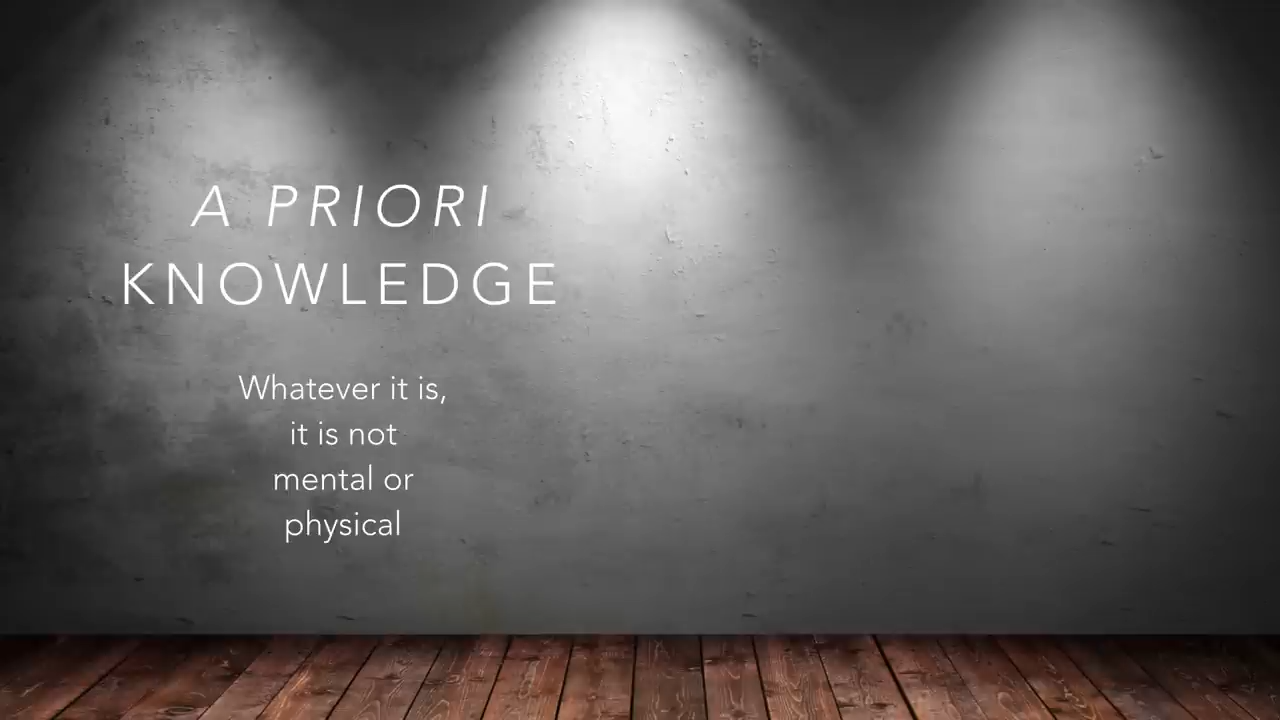 A PRIORI
KNOWLEDGE
Whatever it is,
it is not
mental or
physical